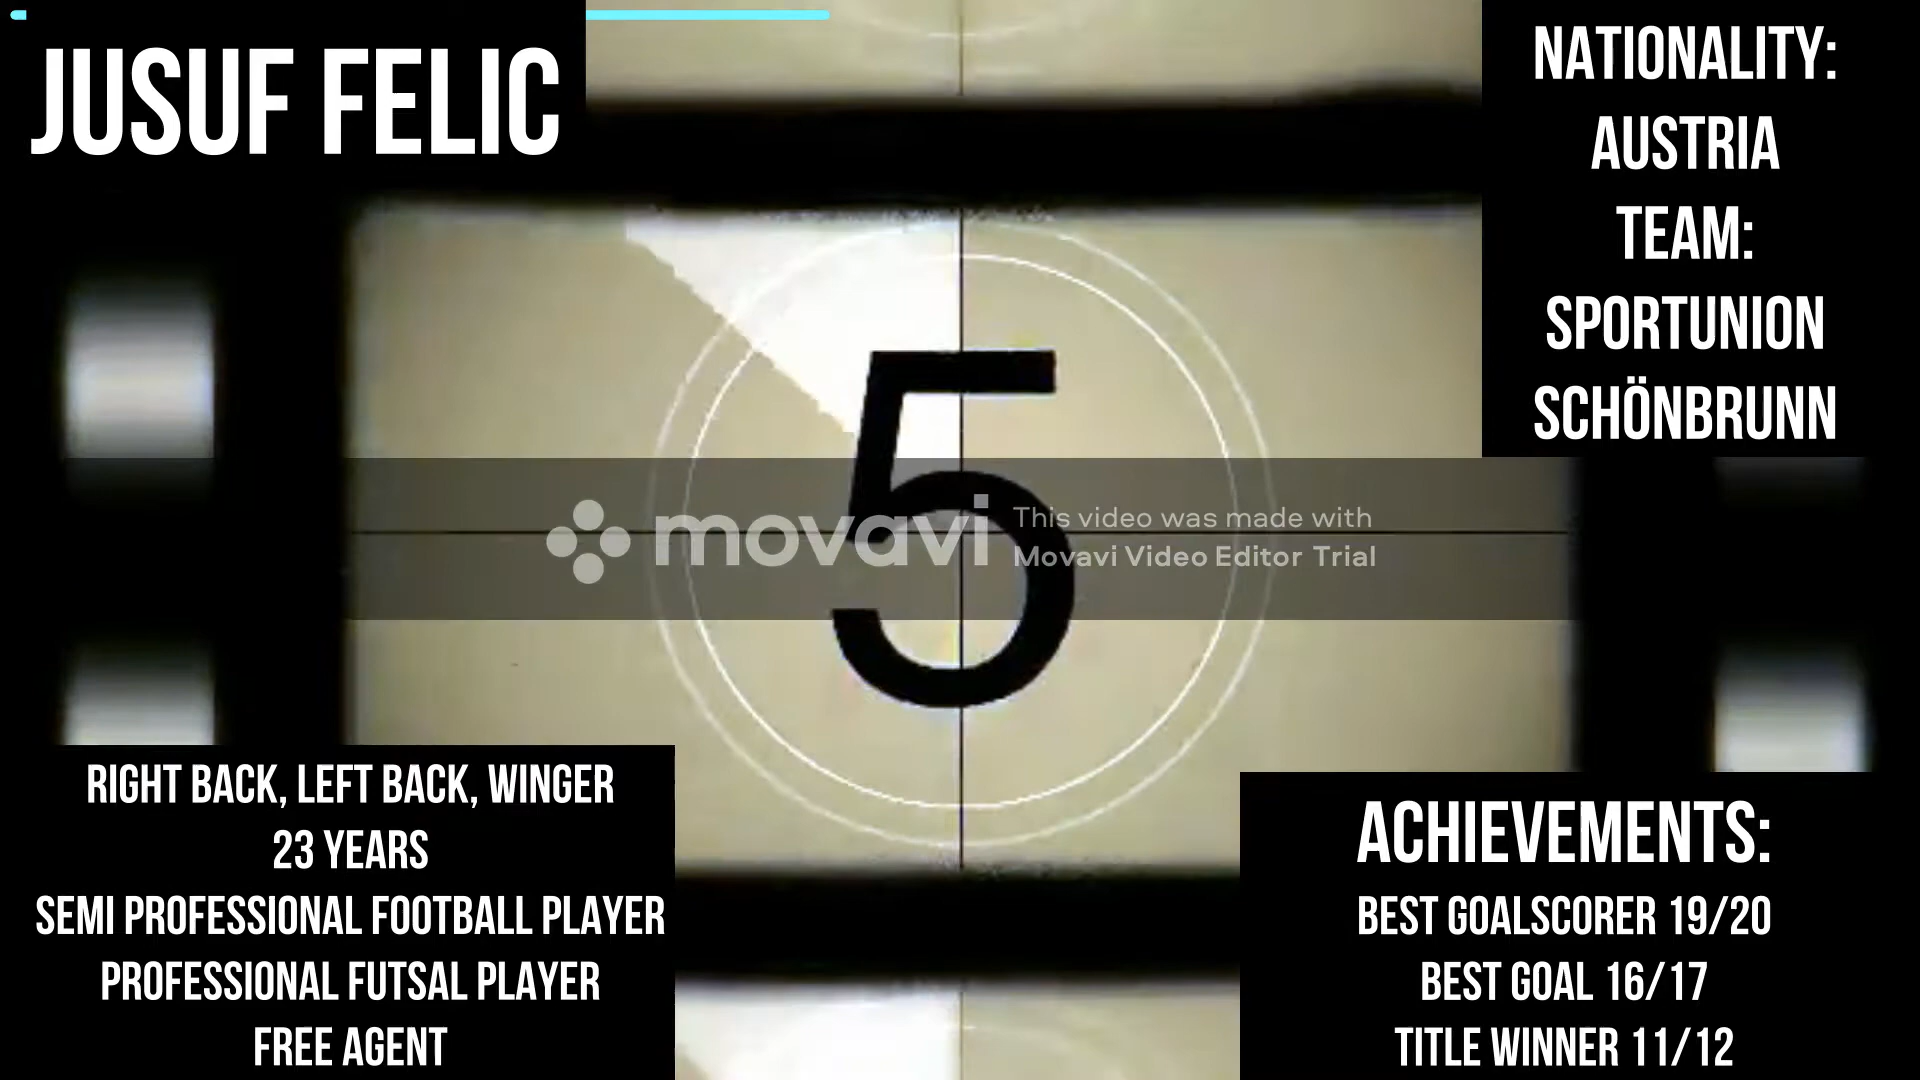 JUSUF FELIC
NATIONALITY:
AUSTRIA
TEAM:
SPORTUNION
SCHÖNBRUNN
5
movavi
This video was made with
Movavi Video Editor Trial
RIGHT BACK, LEFT BACK, WINGER
23 YEARS
SEMI PROFESSIONAL FOOTBALL PLAYER
PROFESSIONAL FUTSAL PLAYER
FREE AGENT
ACHIEVEMENTS:
BEST GOALSCORER 19/20
BEST GOAL 16/17
TITLE WINNER 11/12